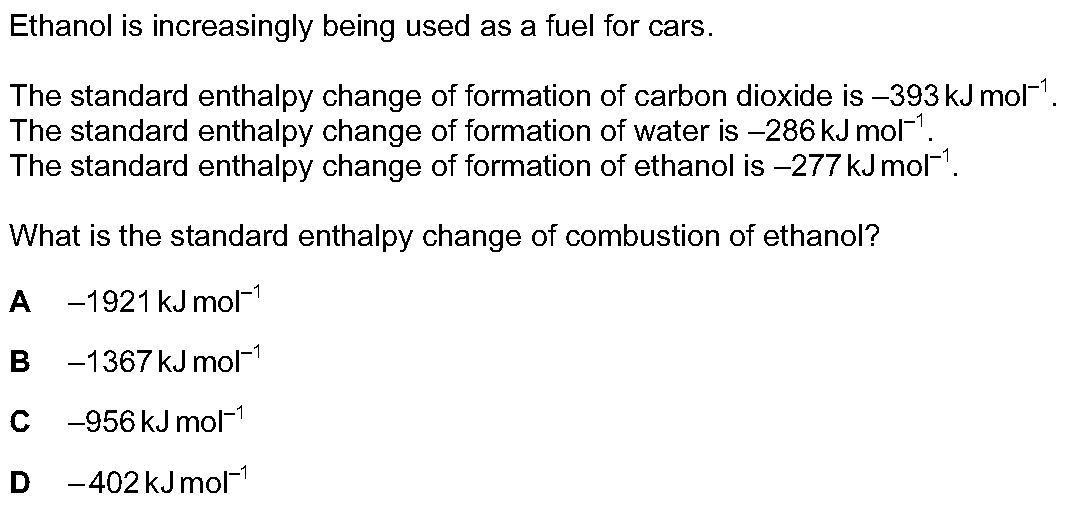 Ethanol is increasingly being used as a fuel for cars.
The standard enthalpy change of formation of carbon dioxide is –393 kJ mol⁻¹.
The standard enthalpy change of formation of water is –286 kJ mol⁻¹.
The standard enthalpy change of formation of ethanol is –277 kJ mol⁻¹.
What is the standard enthalpy change of combustion of ethanol?
A –1921 kJ mol⁻¹
B –1367 kJ mol⁻¹
C –956 kJ mol⁻¹
D –402 kJ mol⁻¹